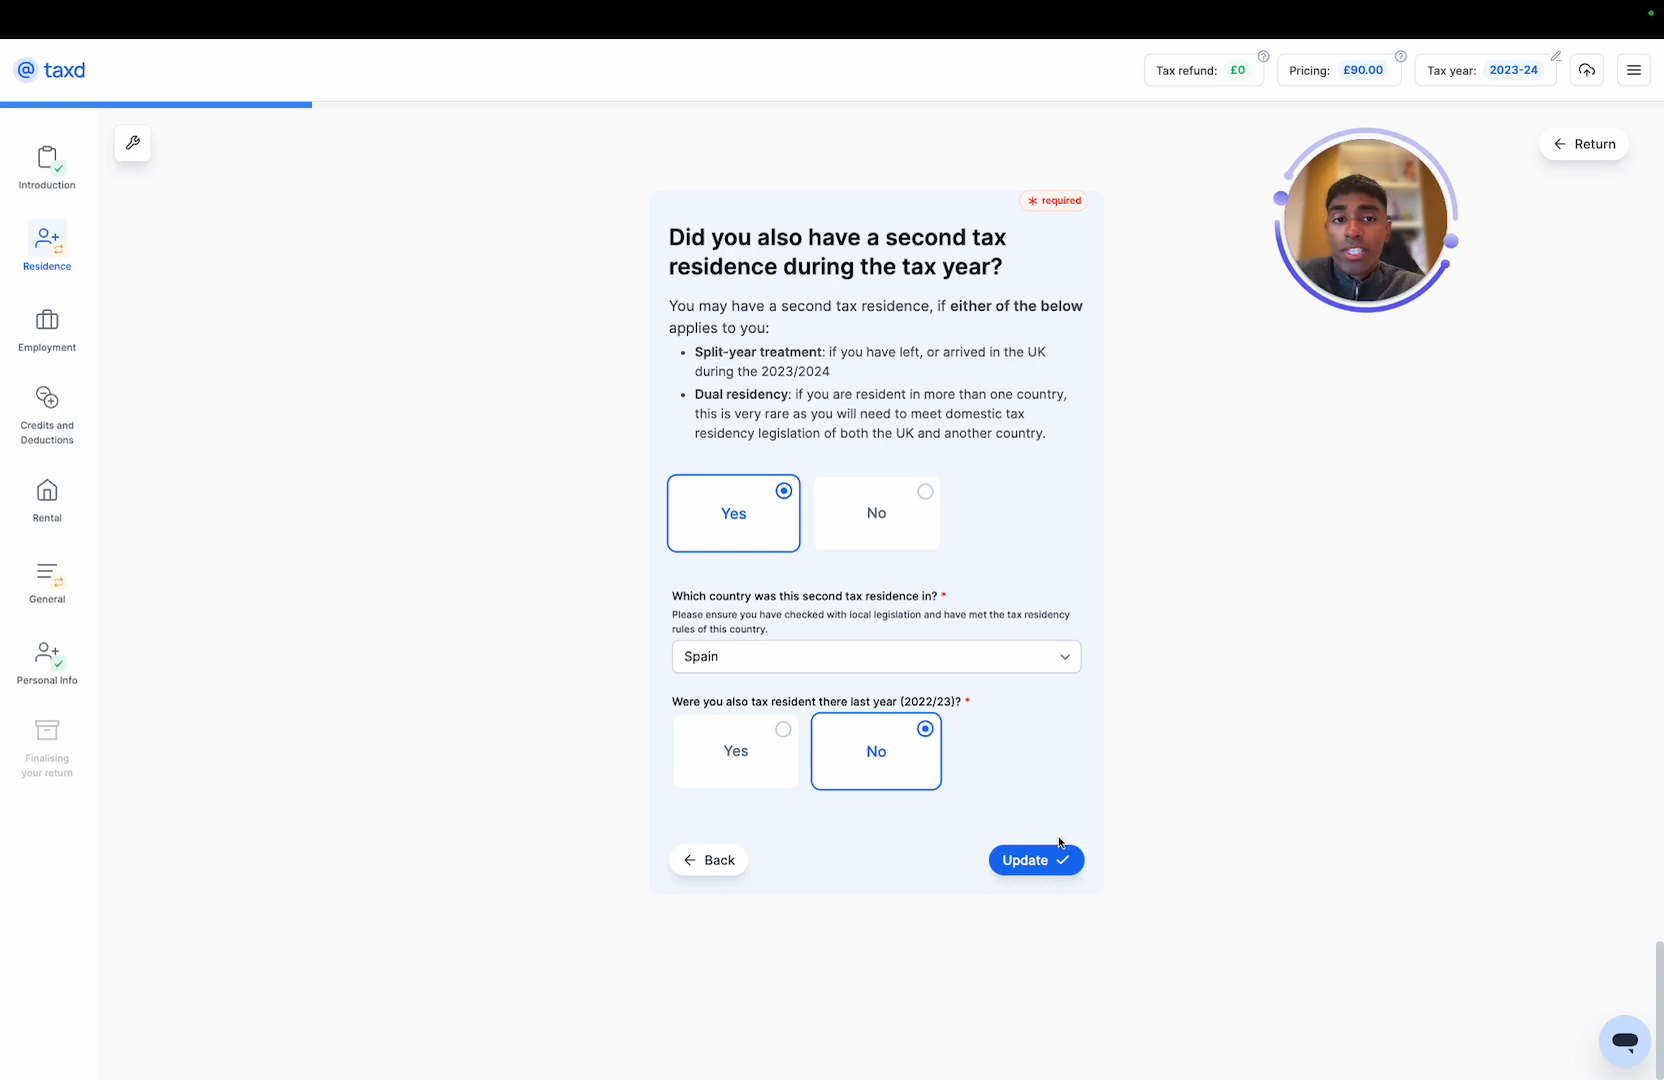 @ taxd
Tax refund: £0
?
Pricing: £90.00
?
Tax year: 2023-24
Introduction
Residence
Employment
Credits and
Deductions
Rental
General
Personal Info
Finalising
your return
← Return
* required
Did you also have a second tax
residence during the tax year?
You may have a second tax residence, if either of the below
applies to you:
• Split-year treatment: if you have left, or arrived in the UK
during the 2023/2024
• Dual residency: if you are resident in more than one country,
this is very rare as you will need to meet domestic tax
residency legislation of both the UK and another country.
Yes
No
Which country was this second tax residence in? *
Please ensure you have checked with local legislation and have met the tax residency
rules of this country.
Spain
Were you also tax resident there last year (2022/23)? *
Yes
No
← Back
Update ✓